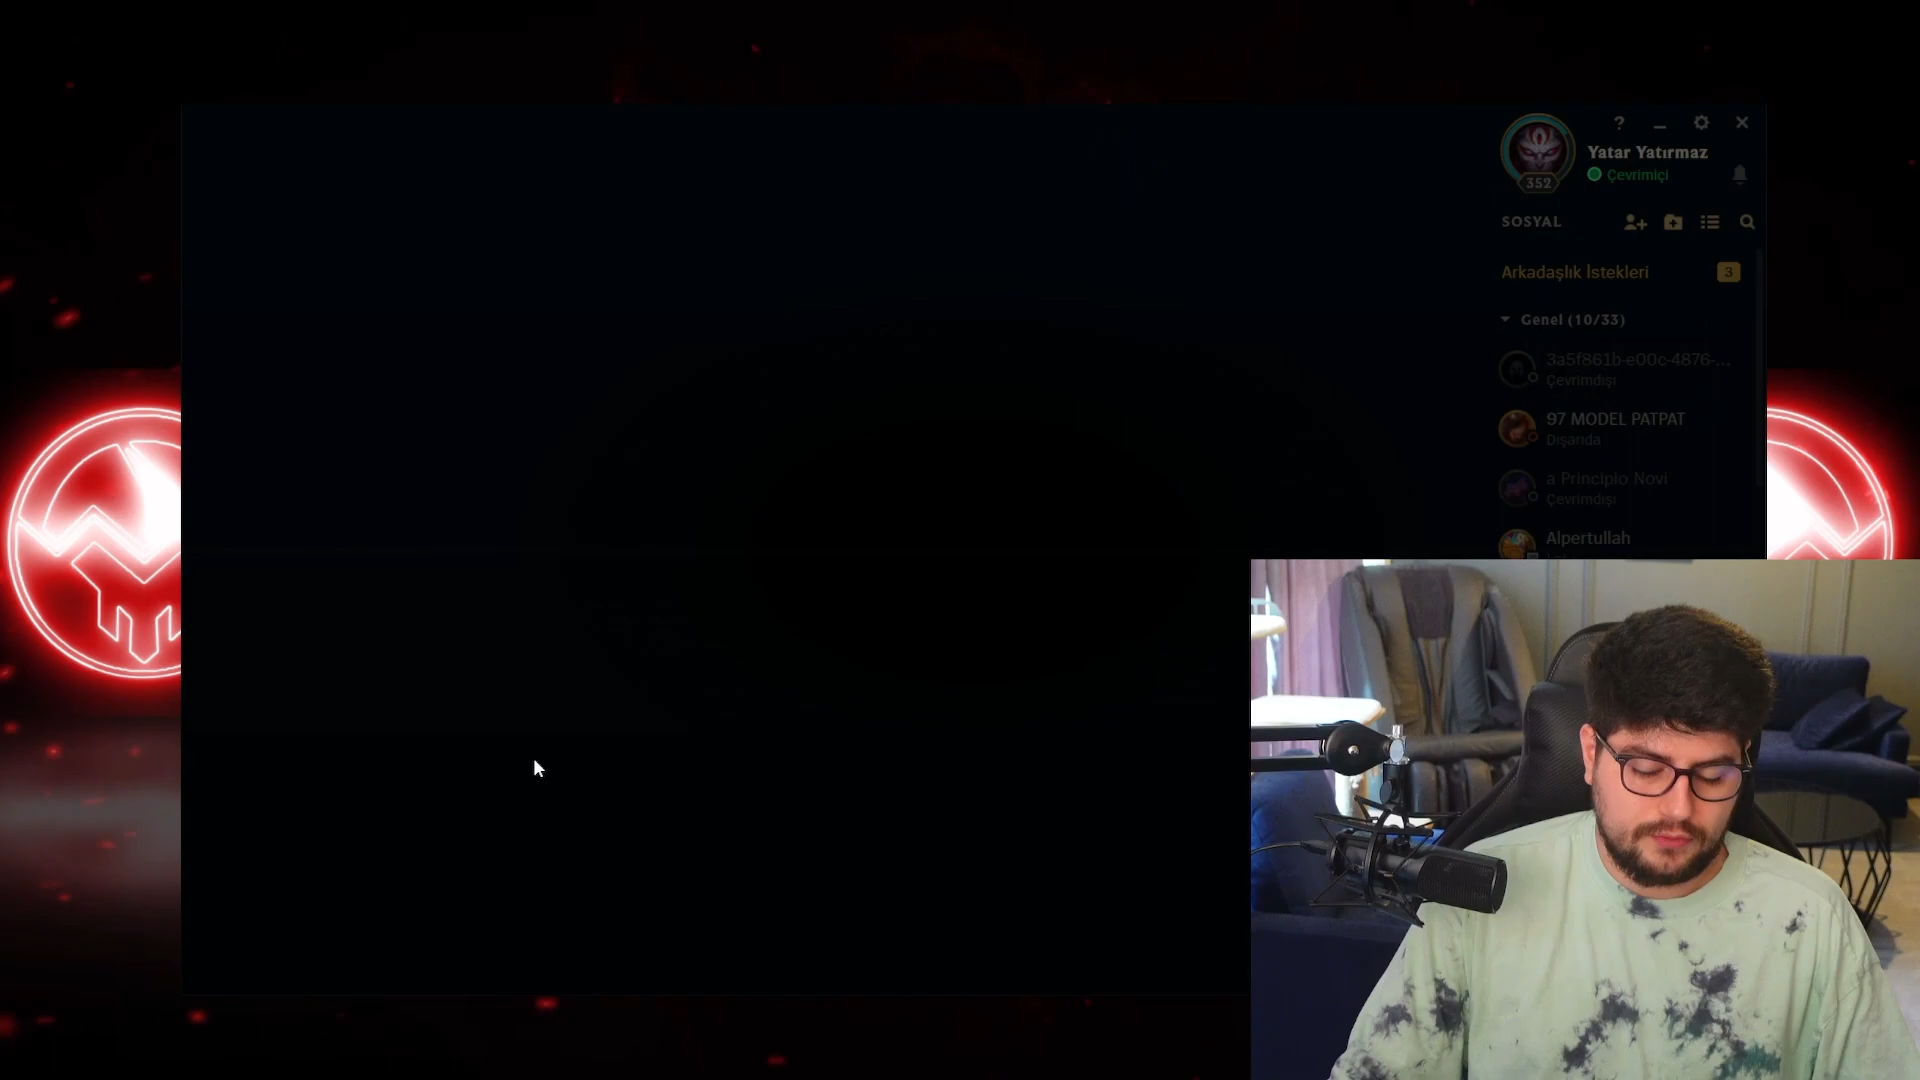 ?
Yatar Yatırmaz
Çevrimiçi
352
SOSYAL
Arkadaşlık İstekleri 3
Genel (10/33)
3a5f861b-e00c-4876-...
Çevrimdışı
97 MODEL PATPAT
Dışarıda
a Principio Novi
Çevrimdışı
Alpertullah